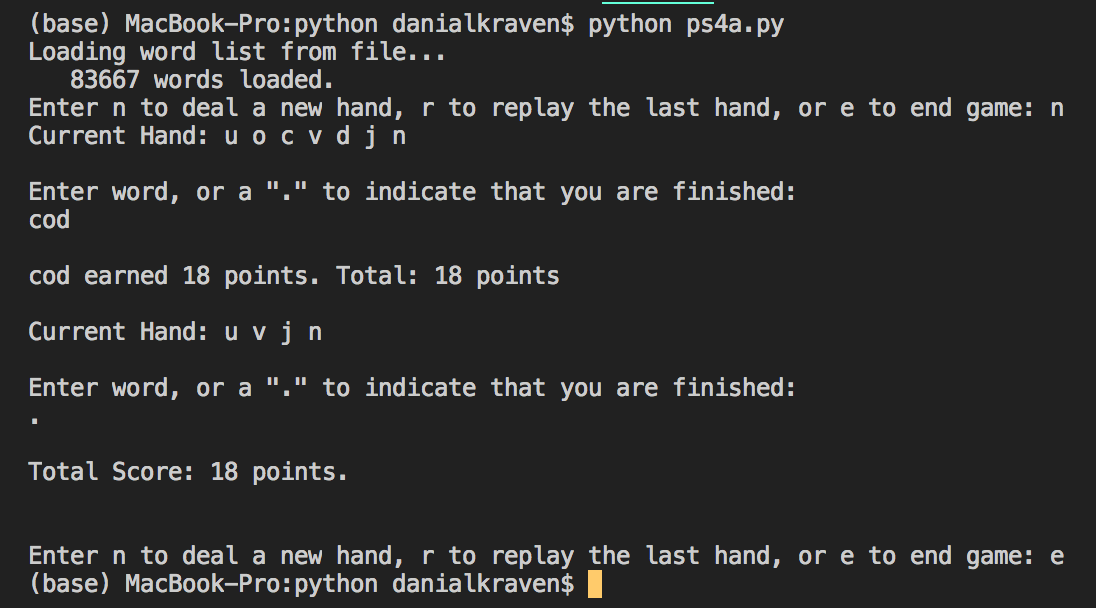 (base) MacBook-Pro:python danialkraven$ python ps4a.py
Loading word list from file...
   83667 words loaded.
Enter n to deal a new hand, r to replay the last hand, or e to end game: n
Current Hand: u o c v d j n
Enter word, or a "." to indicate that you are finished:
cod
cod earned 18 points. Total: 18 points
Current Hand: u v j n
Enter word, or a "." to indicate that you are finished:
.
Total Score: 18 points.
Enter n to deal a new hand, r to replay the last hand, or e to end game: e
(base) MacBook-Pro:python danialkraven$